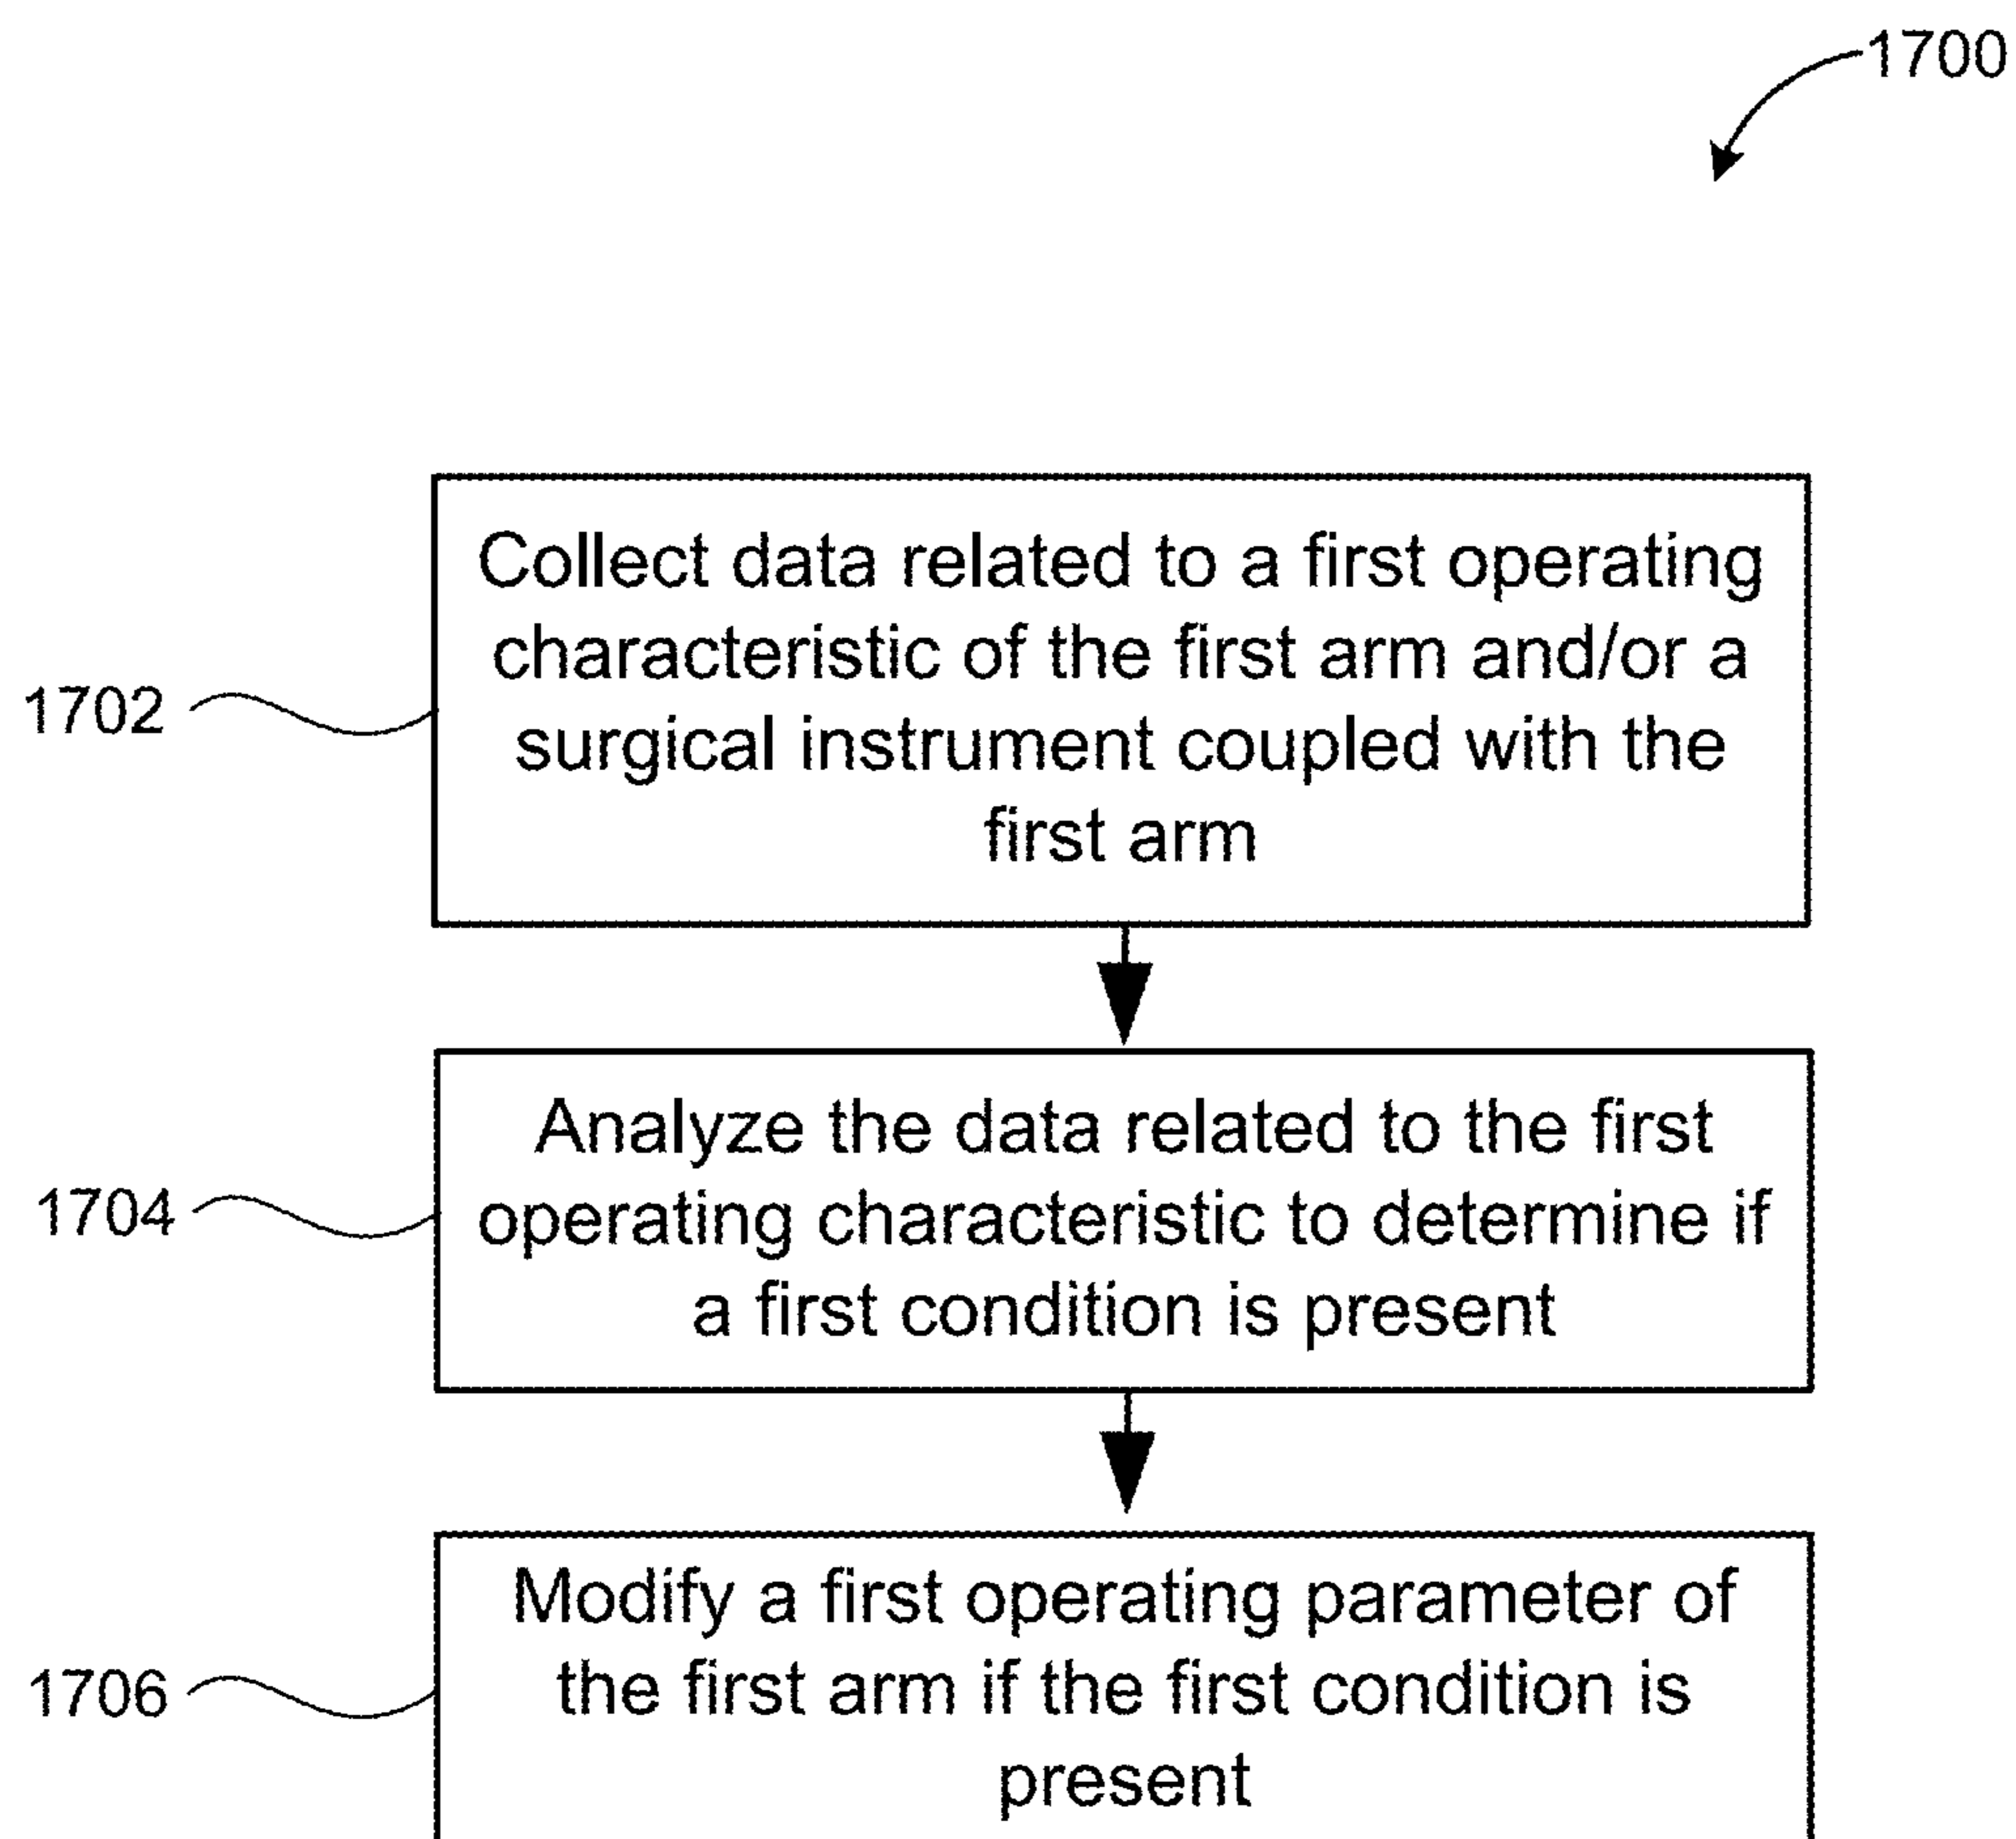 1700
Collect data related to a first operating
characteristic of the first arm and/or a
surgical instrument coupled with the
first arm
1702
Analyze the data related to the first
operating characteristic to determine if
a first condition is present
1704
Modify a first operating parameter of
the first arm if the first condition is
present
1706